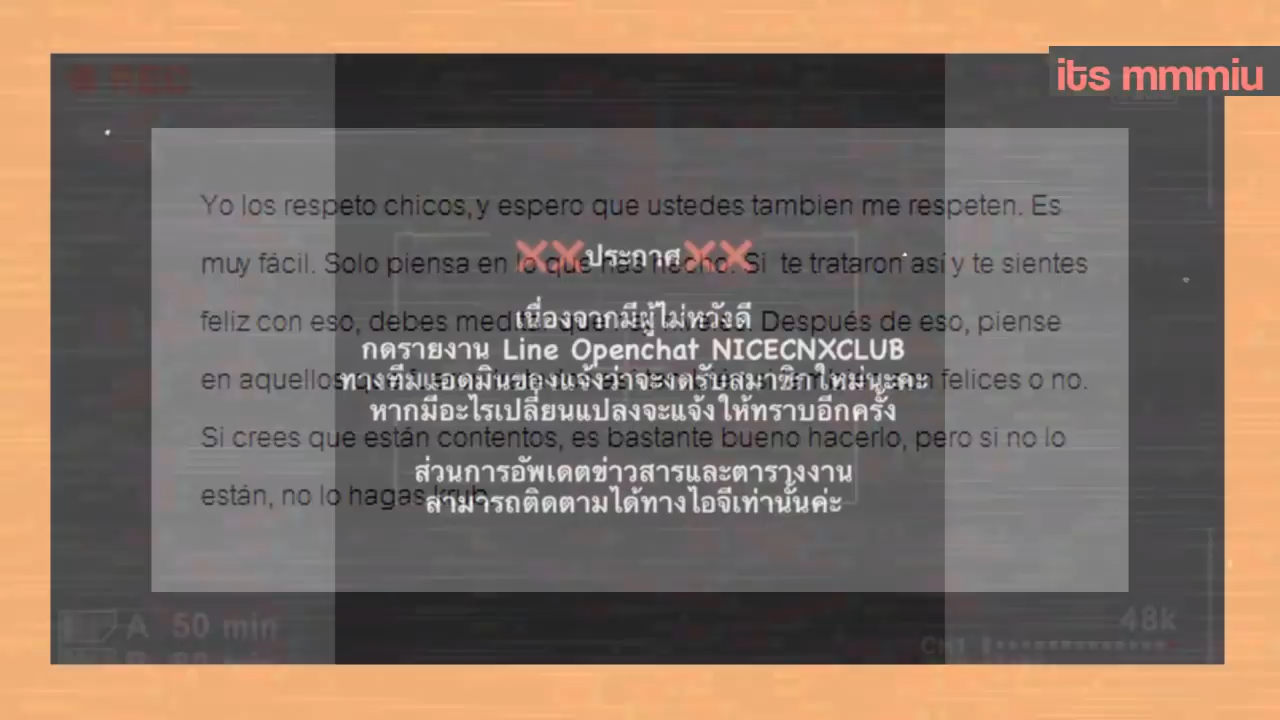 its mmmiu
REC
Yo los respeto chicos,y espero que ustedes tambien me respeten. Es
muy fácil. Solo piensa en lo que has hecho. Si te trataron así y te sientes
feliz con eso, debes Después de eso, piense
en aquellos felices o no.
Si crees que están contentos, es bastante bueno hacerlo, pero si no lo
están, no lo hagas krub
❌❌ประกาศ❌❌
เนื่องจากมีผู้ไม่หวังดี
กดรายงาน Line Openchat NICECNXCLUB
ทางทีมแอดมินของแจ้งว่าจะงดรับสมาชิกใหม่นะคะ
หากมีอะไรเปลี่ยนแปลงจะแจ้งให้ทราบอีกครั้ง
ส่วนการอัพเดตข่าวสารและตารางงาน
สามารถติดตามได้ทางไอจีเท่านั้นค่ะ
A 50 min
48k
CH1